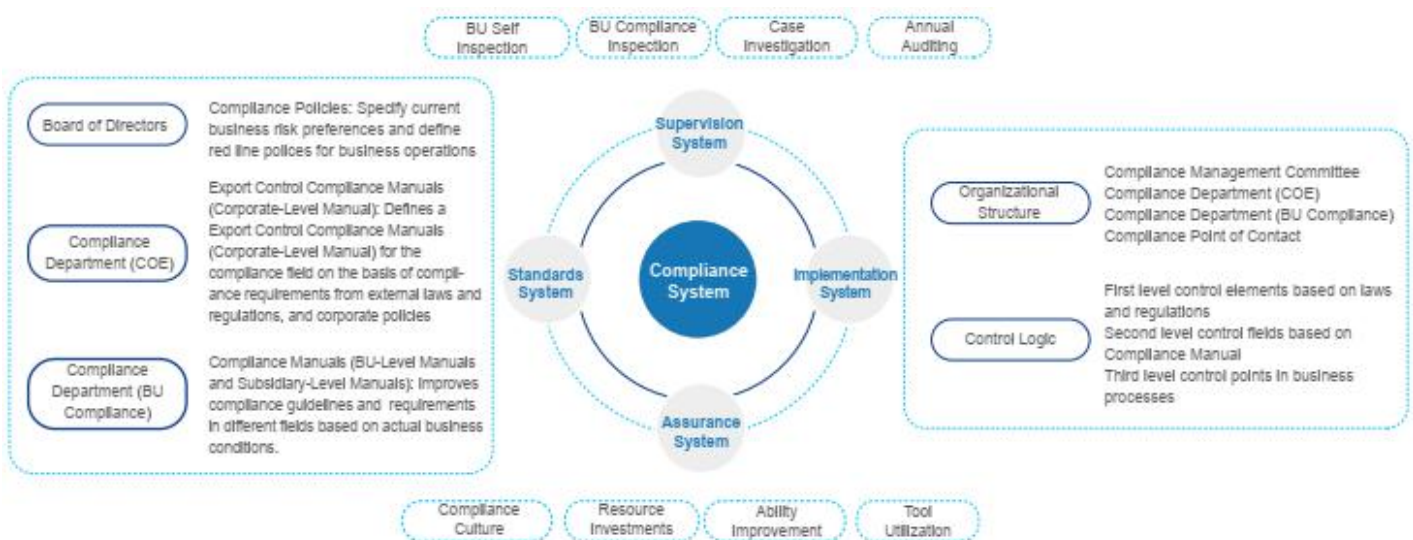 BU Self
Inspection
BU Compliance
Inspection
Case
Investigation
Annual
Auditing
Board of Directors
Compliance Policies: Specify current
business risk preferences and define
red line polices for business operations
Compliance
Department (COE)
Export Control Compliance Manuals
(Corporate-Level Manual): Defines a
Export Control Compliance Manuals
(Corporate-Level Manual) for the
compliance field on the basis of compli-
ance requirements from external laws and
regulations, and corporate policies
Compliance
Department (BU
Compliance)
Compliance Manuals (BU-Level Manuals
and Subsidiary-Level Manuals): Improves
compliance guidelines and requirements
in different fields based on actual business
conditions.
Supervision
System
Standards
System
Compliance
System
Implementation
System
Assurance
System
Organizational
Structure
Compliance Management Committee
Compliance Department (COE)
Compliance Department (BU Compliance)
Compliance Point of Contact
Control Logic
First level control elements based on laws
and regulations
Second level control fields based on
Compliance Manual
Third level control points in business
processes
Compliance
Culture
Resource
Investments
Ability
Improvement
Tool
Utilization